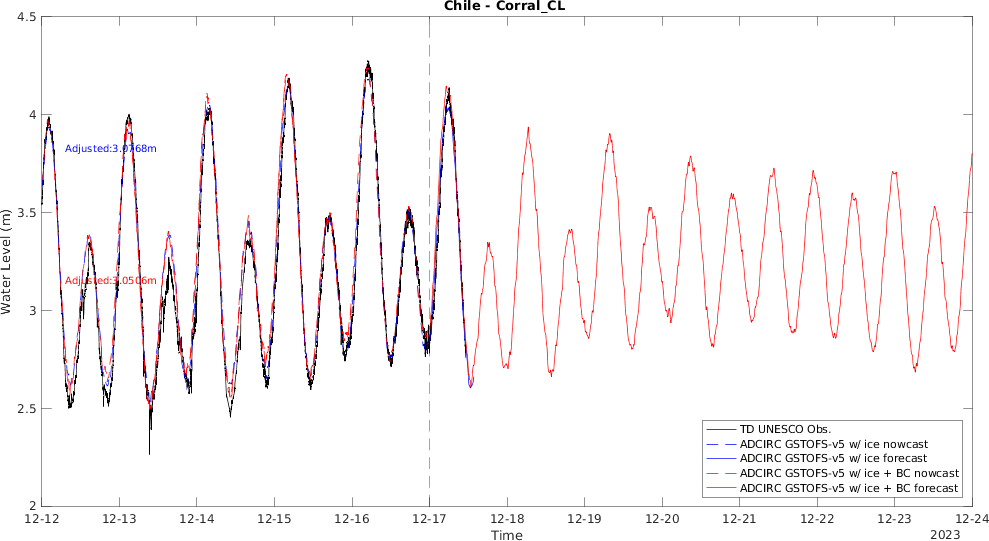 Chile - Corral_CL
4.5
4
3.5
3
2.5
2
Water Level (m)
Adjusted:3.0768m
Adjusted:3.0506m
TD UNESCO Obs.
ADCIRC GSTOFS-v5 w/ ice nowcast
ADCIRC GSTOFS-v5 w/ ice forecast
ADCIRC GSTOFS-v5 w/ ice + BC nowcast
ADCIRC GSTOFS-v5 w/ ice + BC forecast
12-12 12-13 12-14 12-15 12-16 12-17 12-18 12-19 12-20 12-21 12-22 12-23 12-24
Time
2023